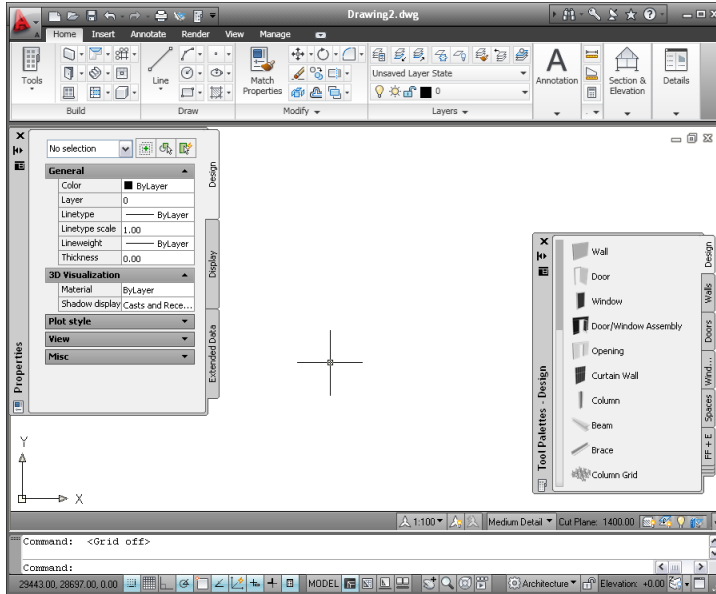 Drawing2.dwg
Home Insert Annotate Render View Manage
Tools
Line
Match Properties
Unsaved Layer State
0
Annotation
Section & Elevation
Details
Build Draw Modify Layers
No selection
General
Color ByLayer
Layer 0
Linetype ByLayer
Linetype scale 1.00
Lineweight ByLayer
Thickness 0.00
3D Visualization
Material ByLayer
Shadow display Casts and Rece...
Plot style
View
Misc
Design
Display
Extended Data
Properties
Wall
Door
Window
Door/Window Assembly
Opening
Curtain Wall
Column
Beam
Brace
Column Grid
Design
Walls
Doors
Wind...
Spaces
FF + E
Tool Palettes - Design
Y
X
1:100 Medium Detail Cut Plane: 1400.00
Command: <Grid off>
Command:
29443.00, 28697.00, 0.00 MODEL Architecture Elevation: +0.00